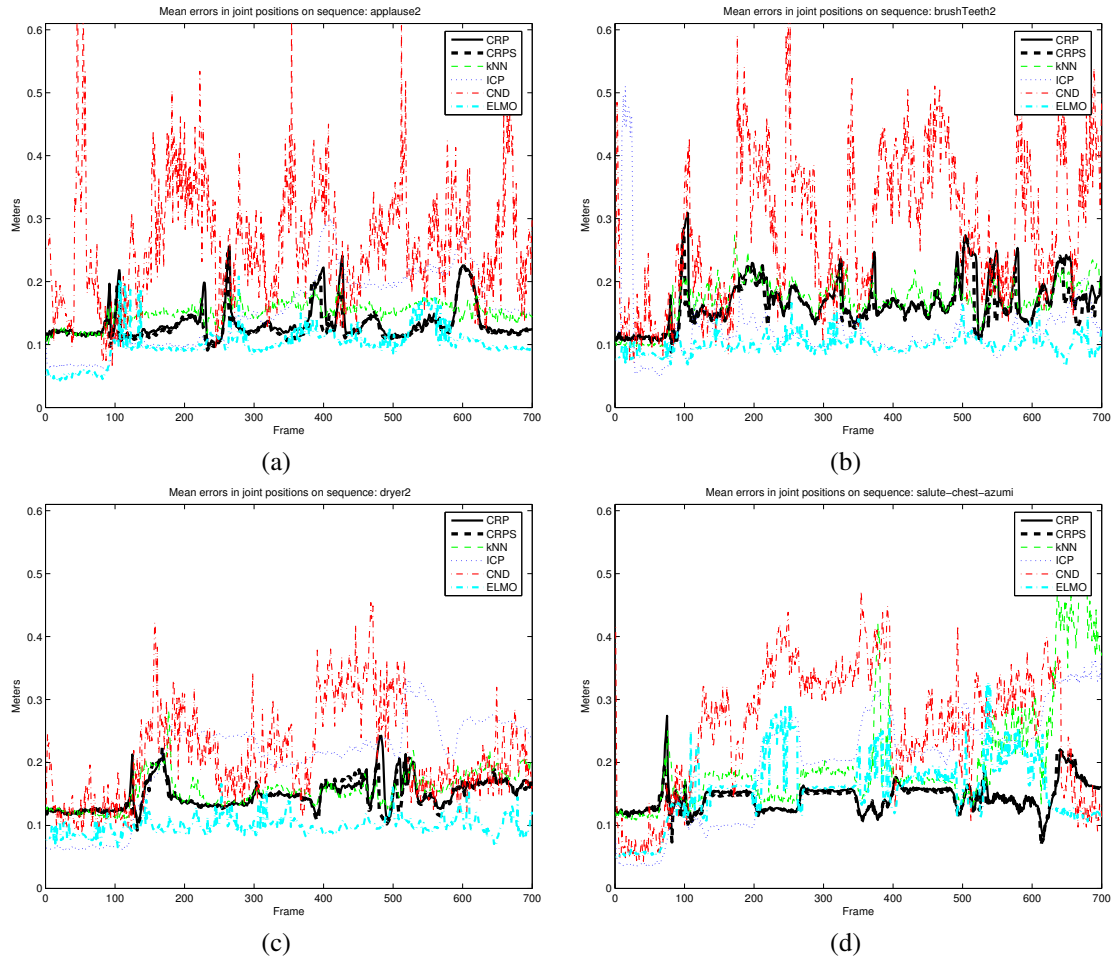 Mean errors in joint positions on sequence: applause2
0.6
0.5
0.4
0.3
0.2
0.1
0
Meters
0 100 200 300 400 500 600 700
Frame
CRP
CRPS
kNN
ICP
CND
ELMO
(a)
Mean errors in joint positions on sequence: brushTeeth2
0.6
0.5
0.4
0.3
0.2
0.1
0
Meters
0 100 200 300 400 500 600 700
Frame
CRP
CRPS
kNN
ICP
CND
ELMO
(b)
Mean errors in joint positions on sequence: dryer2
0.6
0.5
0.4
0.3
0.2
0.1
0
Meters
0 100 200 300 400 500 600 700
Frame
CRP
CRPS
kNN
ICP
CND
ELMO
(c)
Mean errors in joint positions on sequence: salute−chest−azumi
0.6
0.5
0.4
0.3
0.2
0.1
0
Meters
0 100 200 300 400 500 600 700
Frame
CRP
CRPS
kNN
ICP
CND
ELMO
(d)